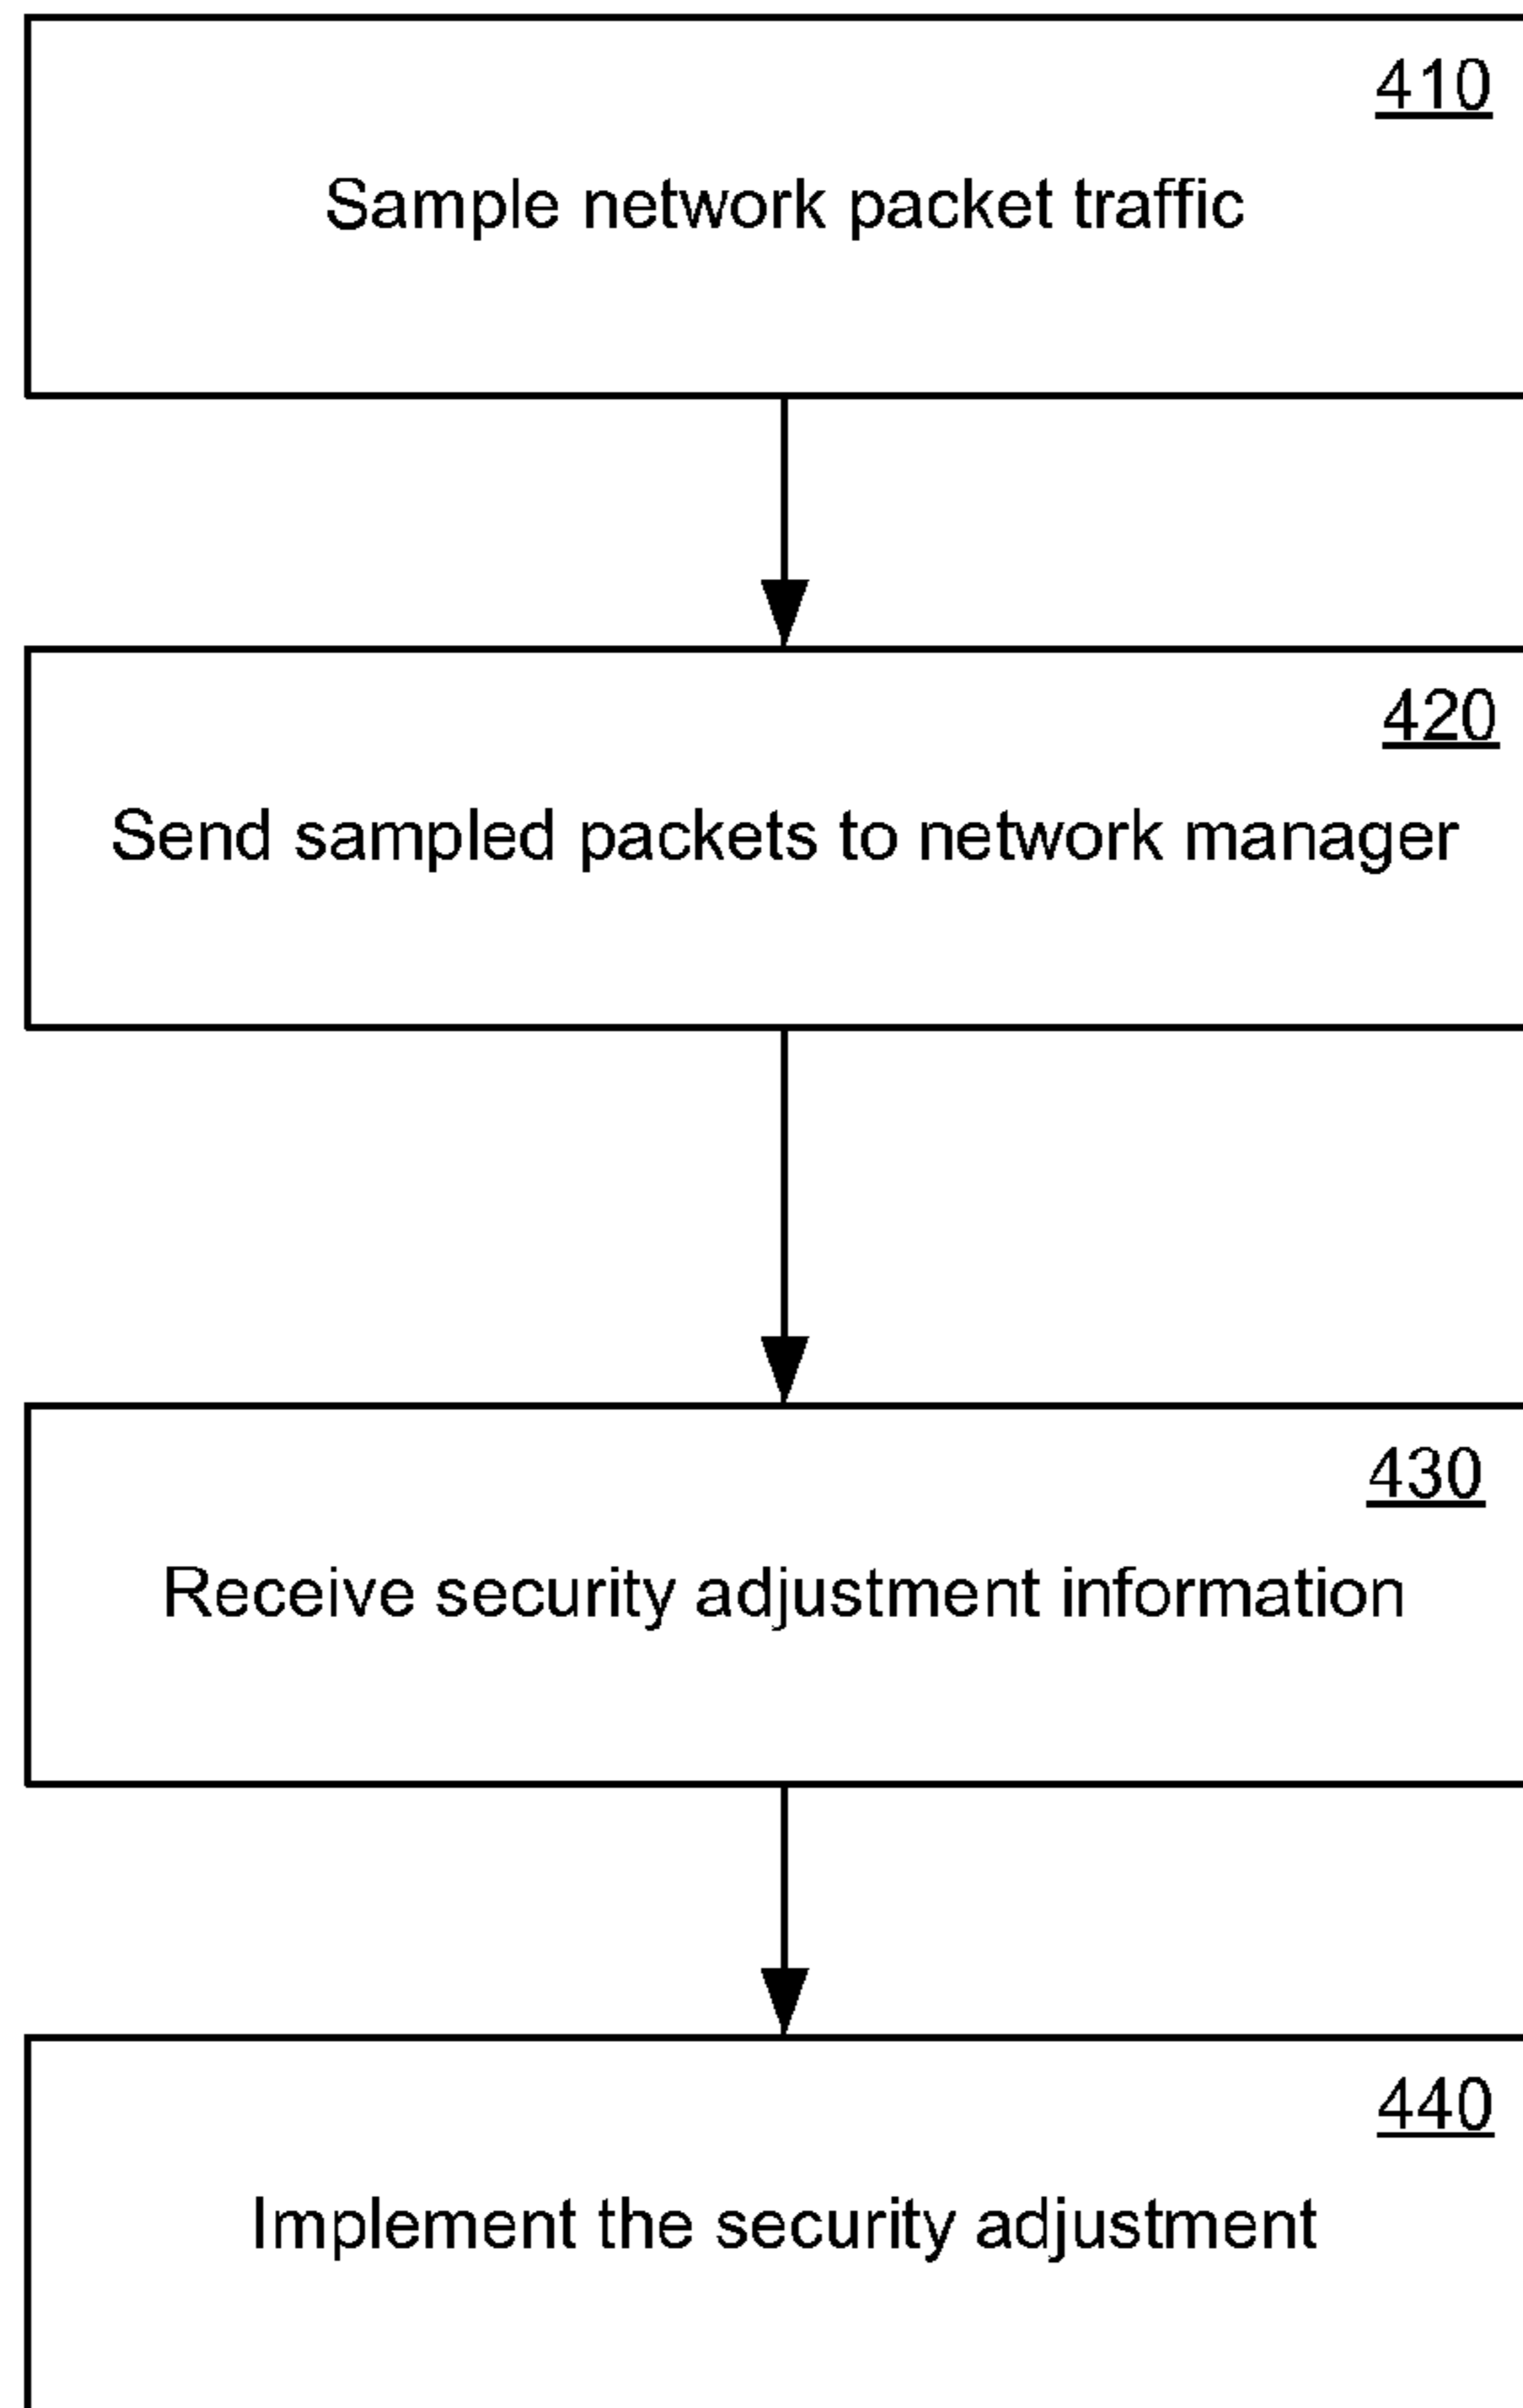 410
Sample network packet traffic
420
Send sampled packets to network manager
430
Receive security adjustment information
440
Implement the security adjustment